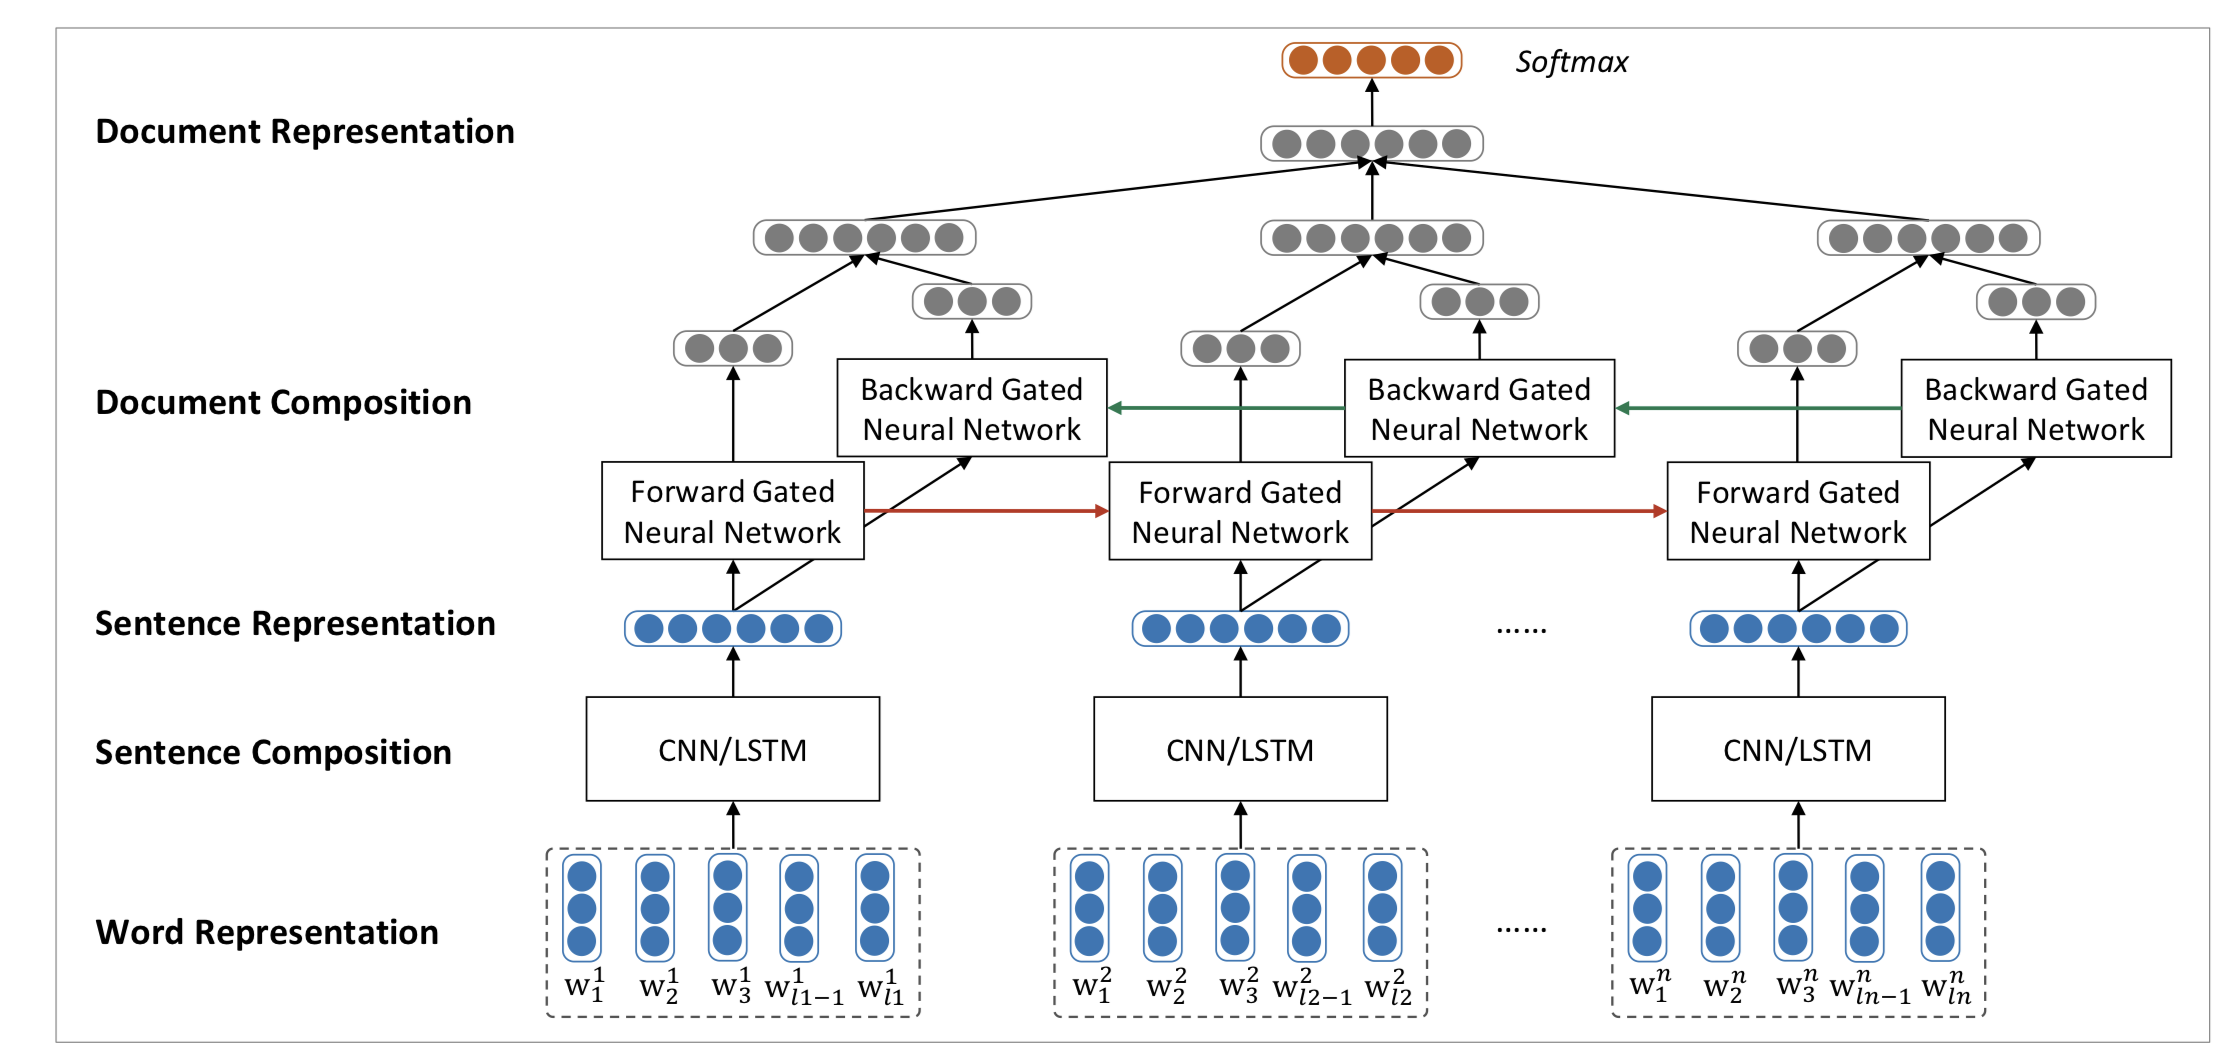 Softmax
Document Representation
Document Composition
Backward Gated
Neural Network
Backward Gated
Neural Network
Backward Gated
Neural Network
Forward Gated
Neural Network
Forward Gated
Neural Network
Forward Gated
Neural Network
Sentence Representation
......
Sentence Composition
CNN/LSTM
CNN/LSTM
CNN/LSTM
Word Representation
......
w_1^1 w_2^1 w_3^1 w_{l1-1}^1 w_{l1}^1
w_1^2 w_2^2 w_3^2 w_{l2-1}^2 w_{l2}^2
w_1^n w_2^n w_3^n w_{ln-1}^n w_{ln}^n